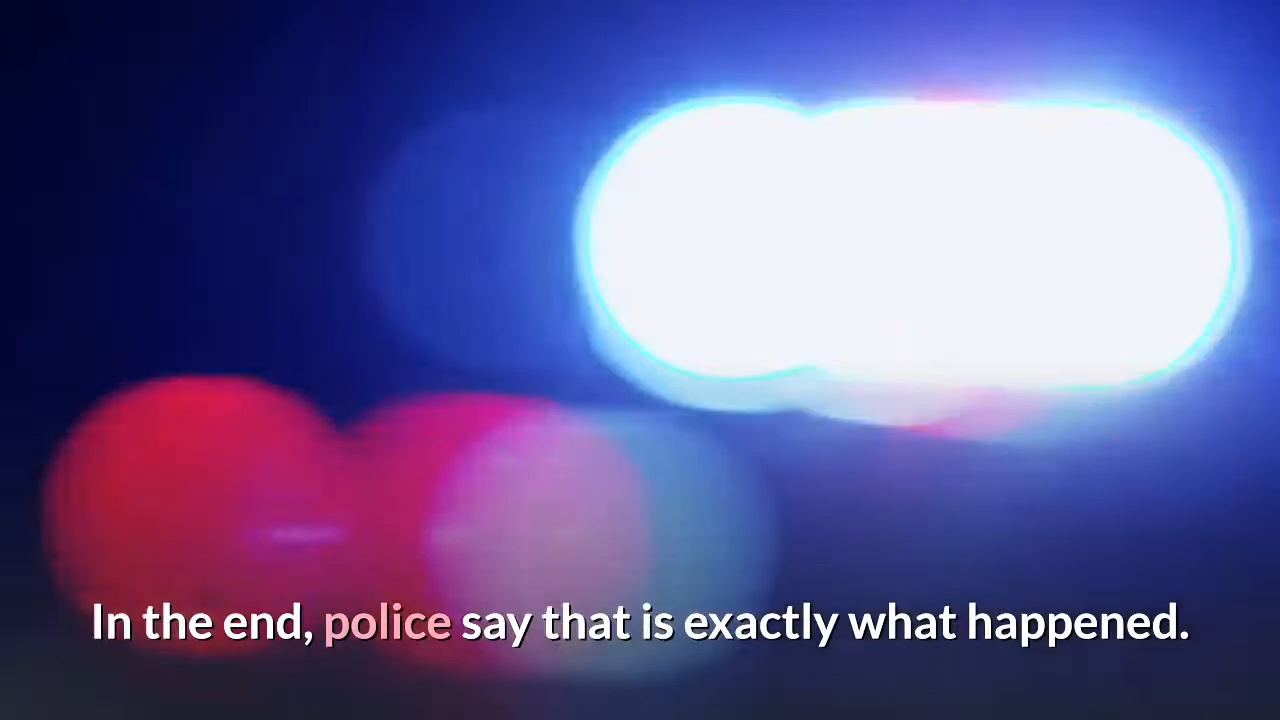 In the end, police say that is exactly what happened.